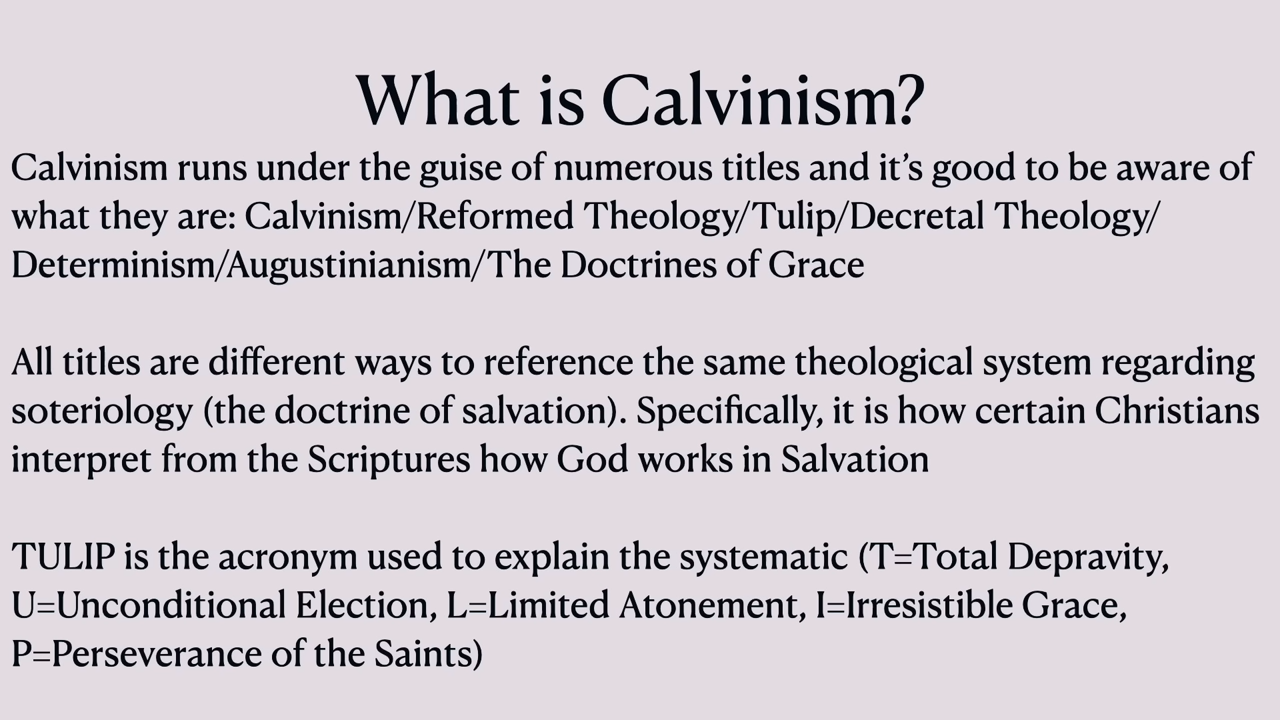 What is Calvinism?
Calvinism runs under the guise of numerous titles and it’s good to be aware of
what they are: Calvinism/Reformed Theology/Tulip/Decretal Theology/
Determinism/Augustinianism/The Doctrines of Grace
All titles are different ways to reference the same theological system regarding
soteriology (the doctrine of salvation). Specifically, it is how certain Christians
interpret from the Scriptures how God works in Salvation
TULIP is the acronym used to explain the systematic (T=Total Depravity,
U=Unconditional Election, L=Limited Atonement, I=Irresistible Grace,
P=Perseverance of the Saints)